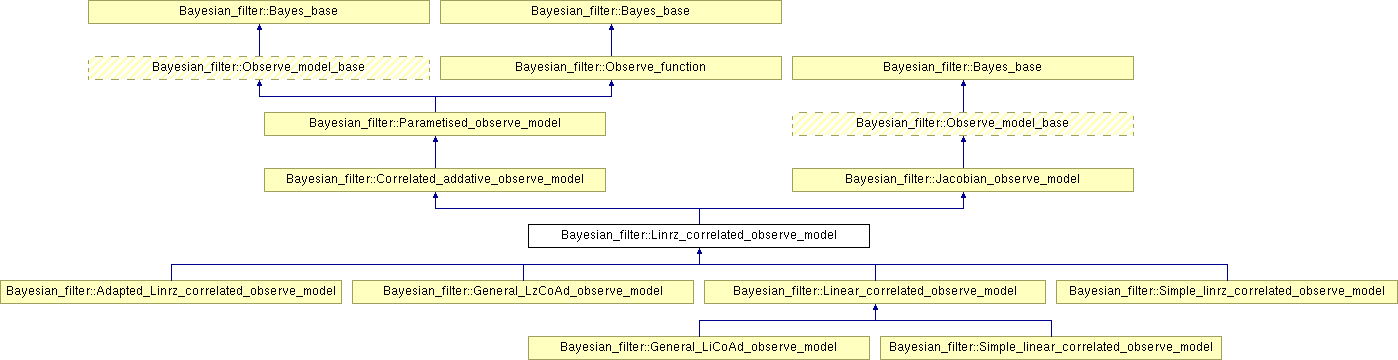 Bayesian_filter::Bayes_base
Bayesian_filter::Bayes_base
Bayesian_filter::Observe_model_base
Bayesian_filter::Observe_function
Bayesian_filter::Bayes_base
Bayesian_filter::Parametised_observe_model
Bayesian_filter::Observe_model_base
Bayesian_filter::Correlated_addative_observe_model
Bayesian_filter::Jacobian_observe_model
Bayesian_filter::Linrz_correlated_observe_model
Bayesian_filter::Adapted_Linrz_correlated_observe_model
Bayesian_filter::General_LzCoAd_observe_model
Bayesian_filter::Linear_correlated_observe_model
Bayesian_filter::Simple_linrz_correlated_observe_model
Bayesian_filter::General_LiCoAd_observe_model
Bayesian_filter::Simple_linear_correlated_observe_model